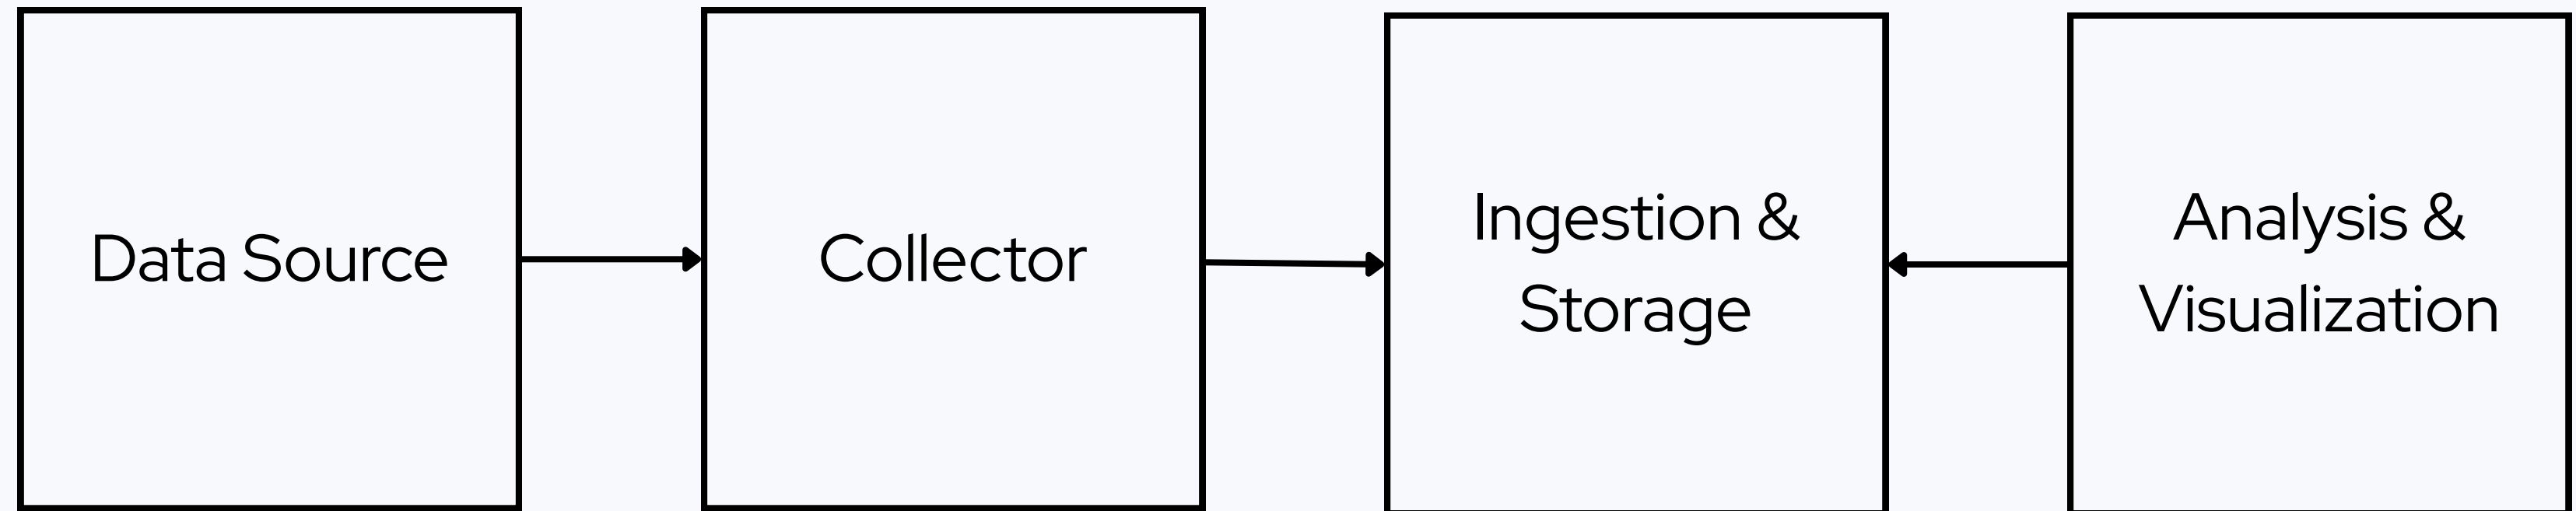 Data Source
Collector
Ingestion &
Storage
Analysis &
Visualization